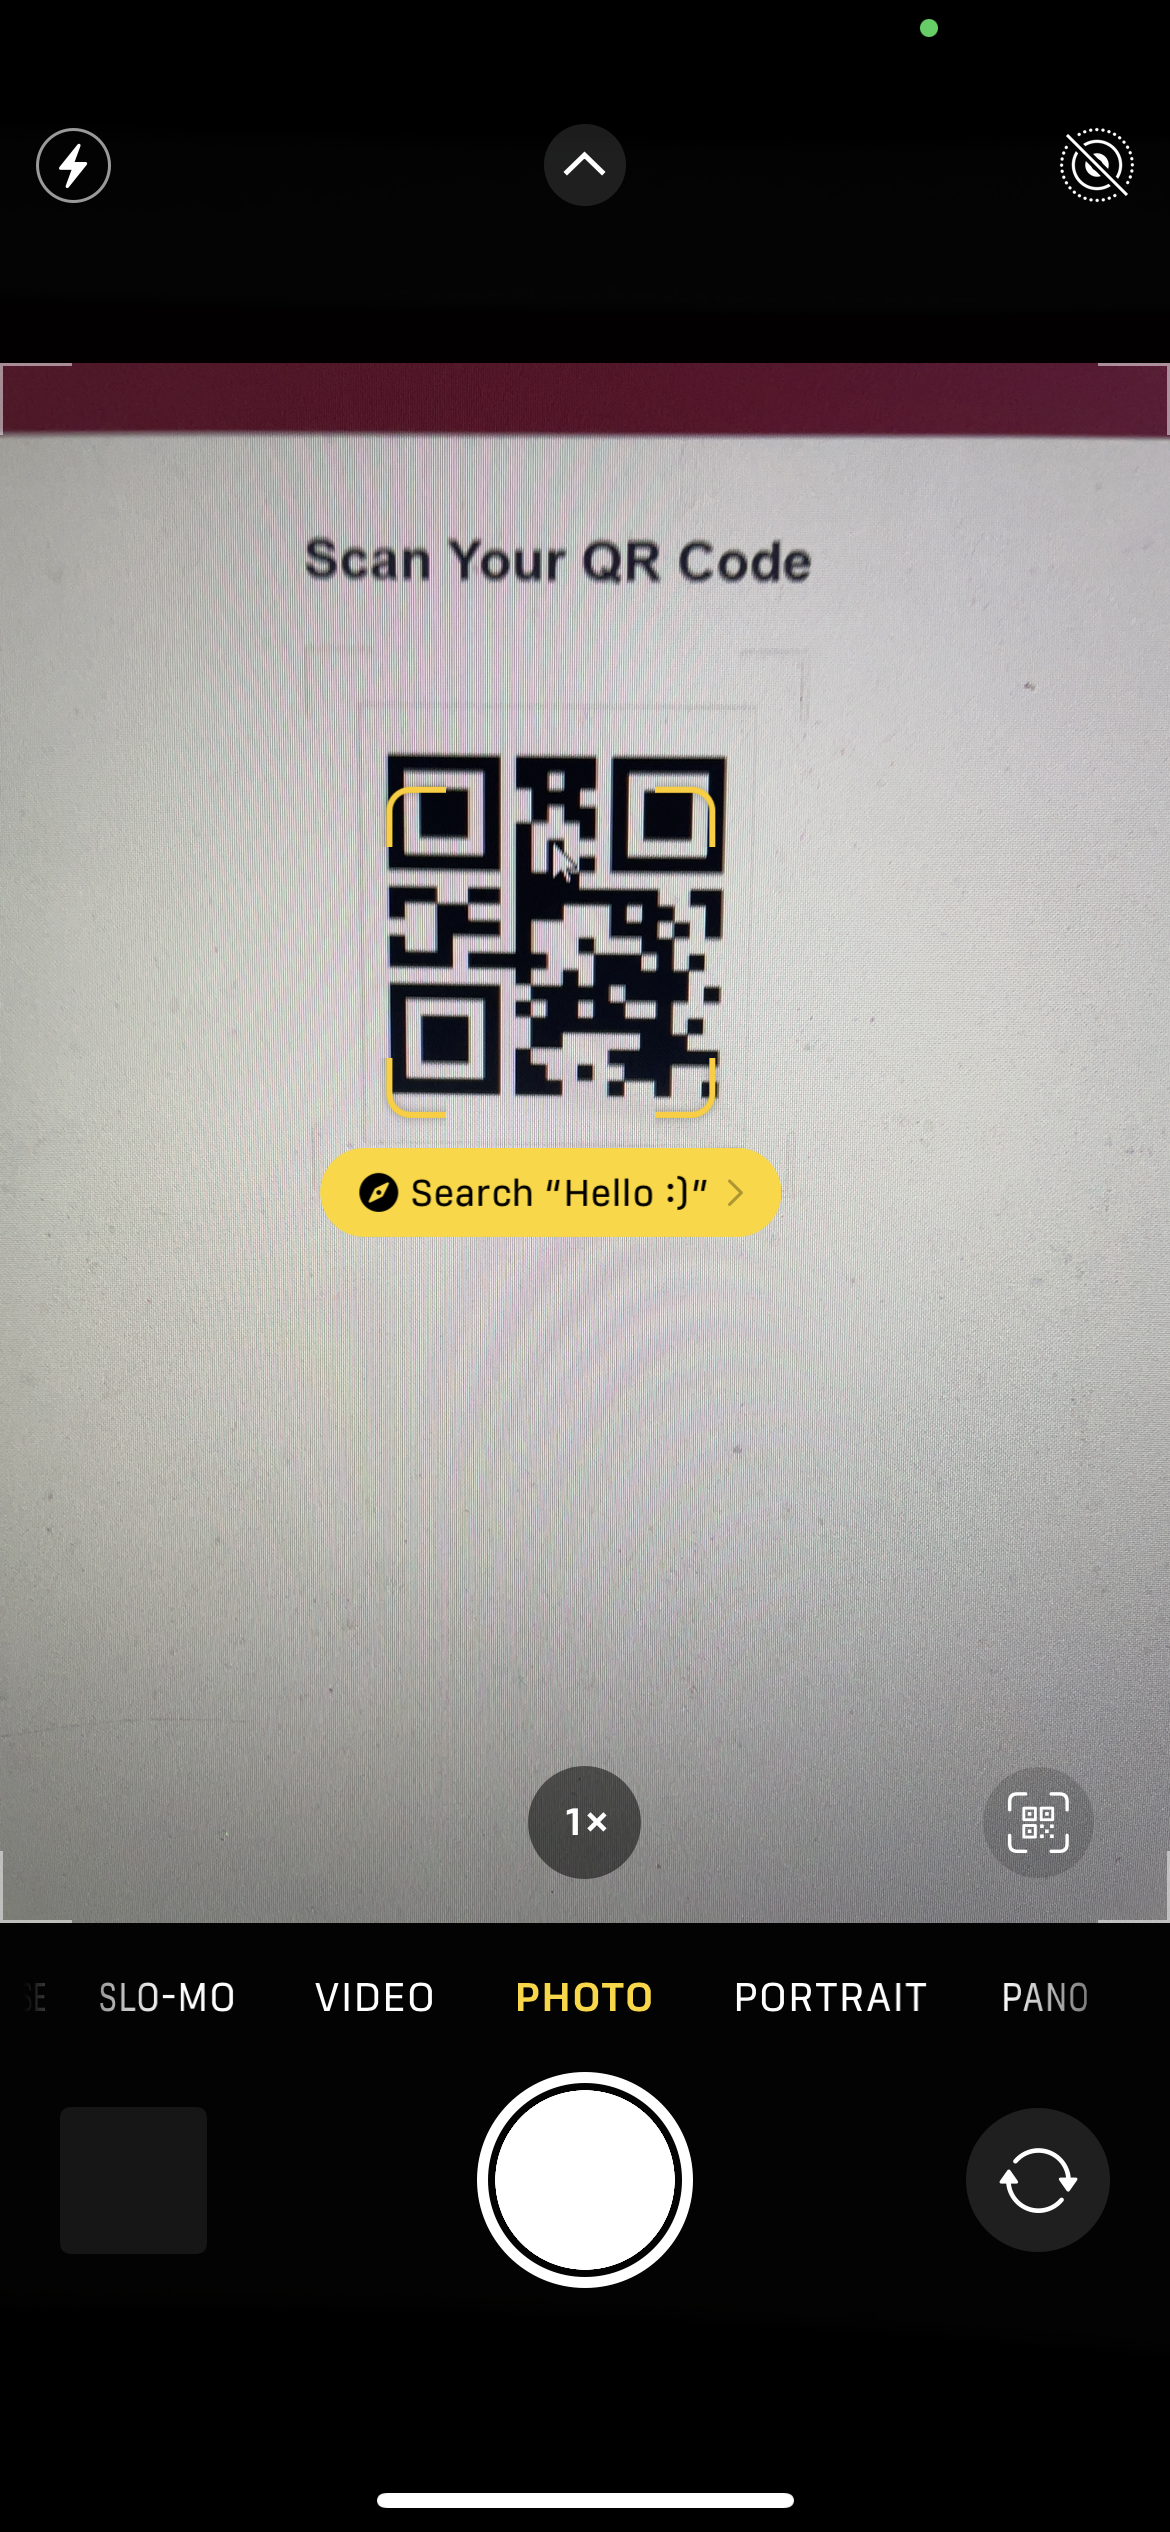 Scan Your QR Code
Search “Hello :)”
1×
SLO-MO VIDEO PHOTO PORTRAIT PANO